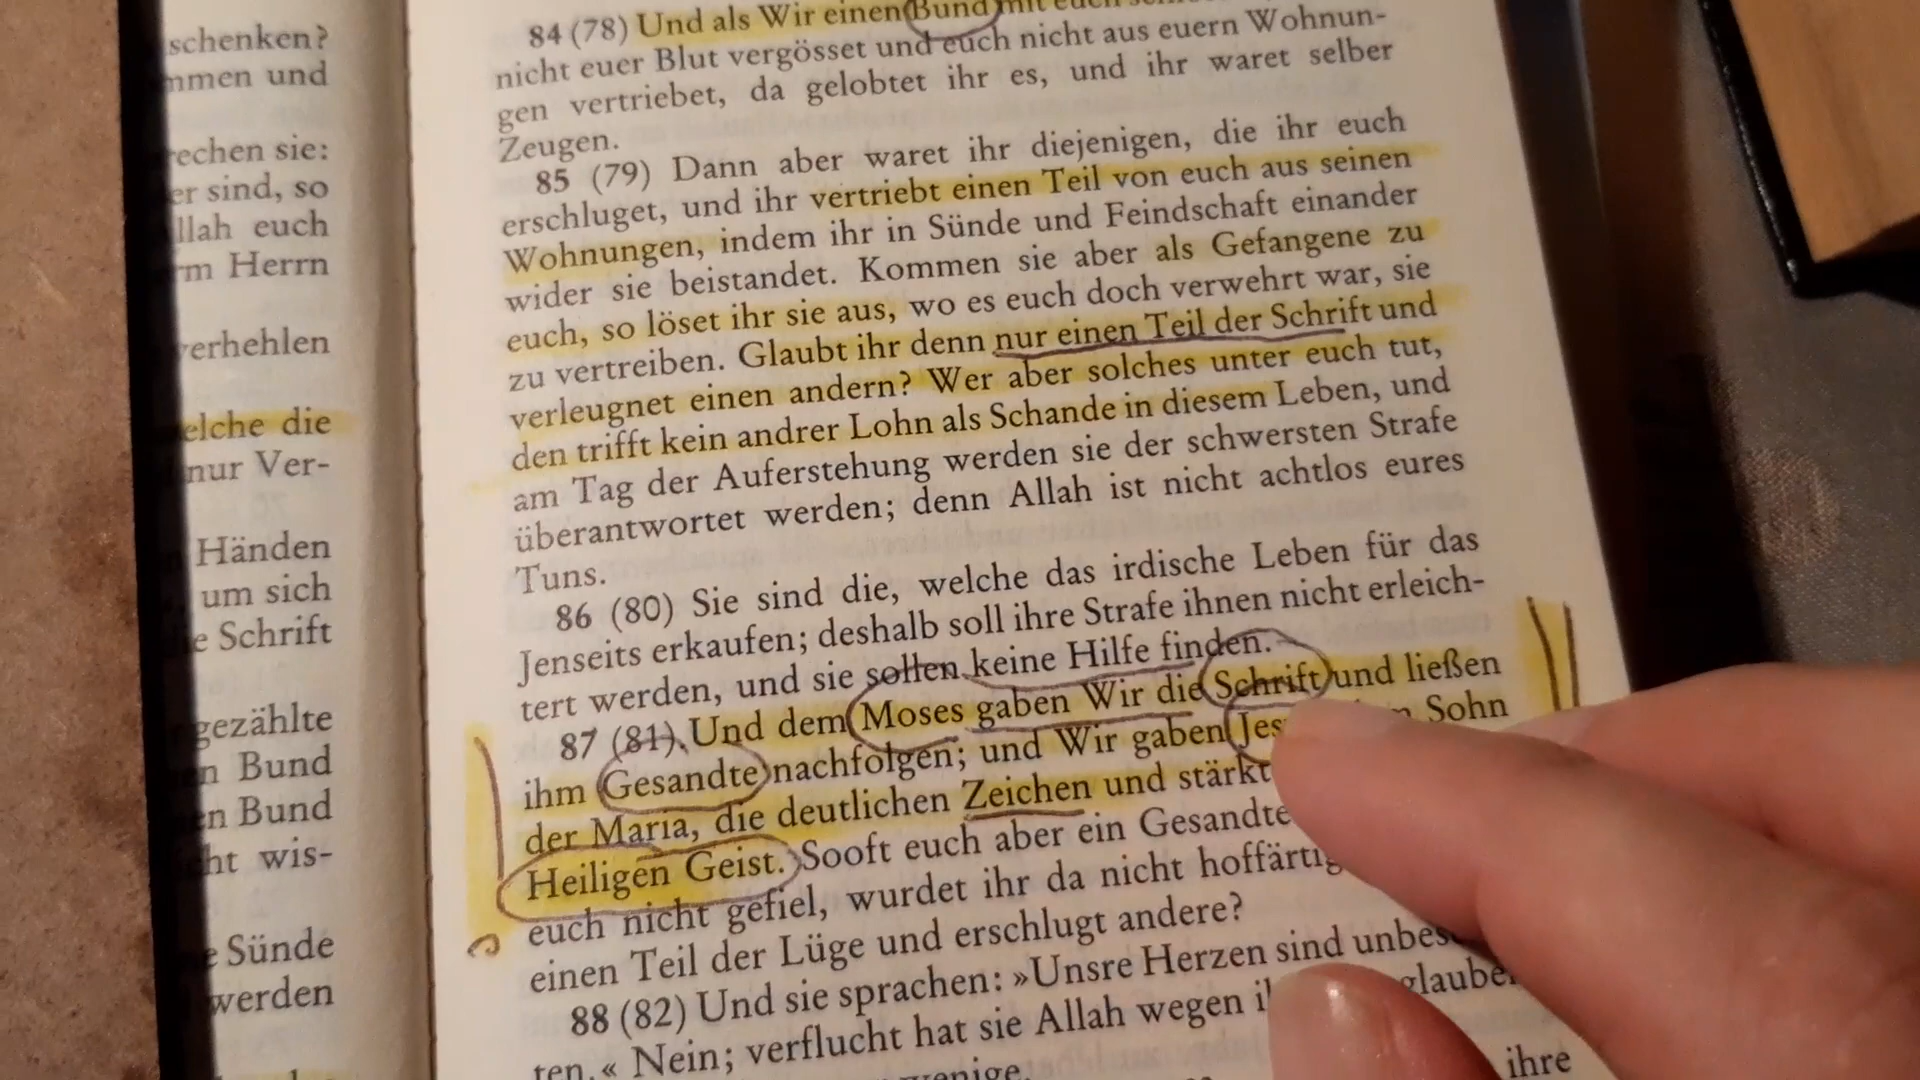 schenken?
mmen und
rechen sie:
er sind, so
llah euch
rm Herrn
verhehlen
elche die
nur Ver-
Händen
um sich
e Schrift
gezählte
n Bund
en Bund
ht wis-
e Sünde
werden
84 (78) Und als Wir einen Bund mit euch
nicht euer Blut vergösset und euch nicht aus euern Wohnun-
gen vertriebet, da gelobtet ihr es, und ihr waret selber
Zeugen.
85 (79) Dann aber waret ihr diejenigen, die ihr euch
erschluget, und ihr vertriebt einen Teil von euch aus seinen
Wohnungen, indem ihr in Sünde und Feindschaft einander
wider sie beistandet. Kommen sie aber als Gefangene zu
euch, so löset ihr sie aus, wo es euch doch verwehrt war, sie
zu vertreiben. Glaubt ihr denn nur einen Teil der Schrift und
verleugnet einen andern? Wer aber solches unter euch tut,
den trifft kein andrer Lohn als Schande in diesem Leben, und
am Tag der Auferstehung werden sie der schwersten Strafe
überantwortet werden; denn Allah ist nicht achtlos eures
Tuns.
86 (80) Sie sind die, welche das irdische Leben für das
Jenseits erkaufen; deshalb soll ihre Strafe ihnen nicht erleich-
tert werden, und sie sollen keine Hilfe finden.
87 (81) Und dem Moses gaben Wir die Schrift und ließen
ihm Gesandte nachfolgen; und Wir gaben Jes Sohn
der Maria, die deutlichen Zeichen und stärkt
Heiligen Geist. Sooft euch aber ein Gesandte
euch nicht gefiel, wurdet ihr da nicht hoffärtig
einen Teil der Lüge und erschlugt andere?
88 (82) Und sie sprachen: »Unsre Herzen sind unbes
ten.« Nein; verflucht hat sie Allah wegen i glaube
wenige.
ihre